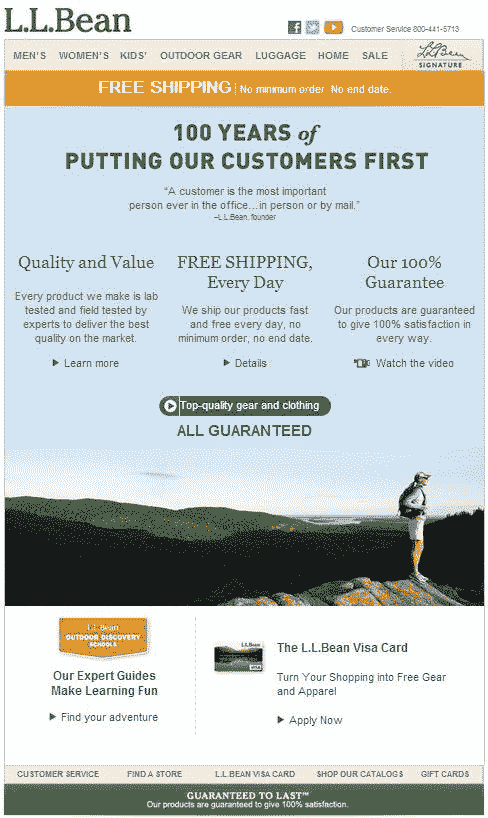 L.L.Bean
Customer Service 800-441-5713
MEN'S WOMEN'S KIDS' OUTDOOR GEAR LUGGAGE HOME SALE
L.L.Bean
SIGNATURE
FREE SHIPPING No minimum order. No end date.
100 YEARS of
PUTTING OUR CUSTOMERS FIRST
“A customer is the most important
person ever in the office...in person or by mail.”
–L.L.Bean, founder
Quality and Value
Every product we make is lab
tested and field tested by
experts to deliver the best
quality on the market.
Learn more
FREE SHIPPING,
Every Day
We ship our products fast
and free every day, no
minimum order, no end date.
Details
Our 100%
Guarantee
Our products are guaranteed
to give 100% satisfaction in
every way.
Watch the video
Top-quality gear and clothing
ALL GUARANTEED
L.L.Bean
OUTDOOR DISCOVERY
SCHOOLS
Our Expert Guides
Make Learning Fun
Find your adventure
L.L.Bean
VISA
The L.L.Bean Visa Card
Turn Your Shopping into Free Gear
and Apparel
Apply Now
CUSTOMER SERVICE FIND A STORE L.L.BEAN VISA CARD SHOP OUR CATALOGS GIFT CARDS
GUARANTEED TO LAST™
Our products are guaranteed to give 100% satisfaction.